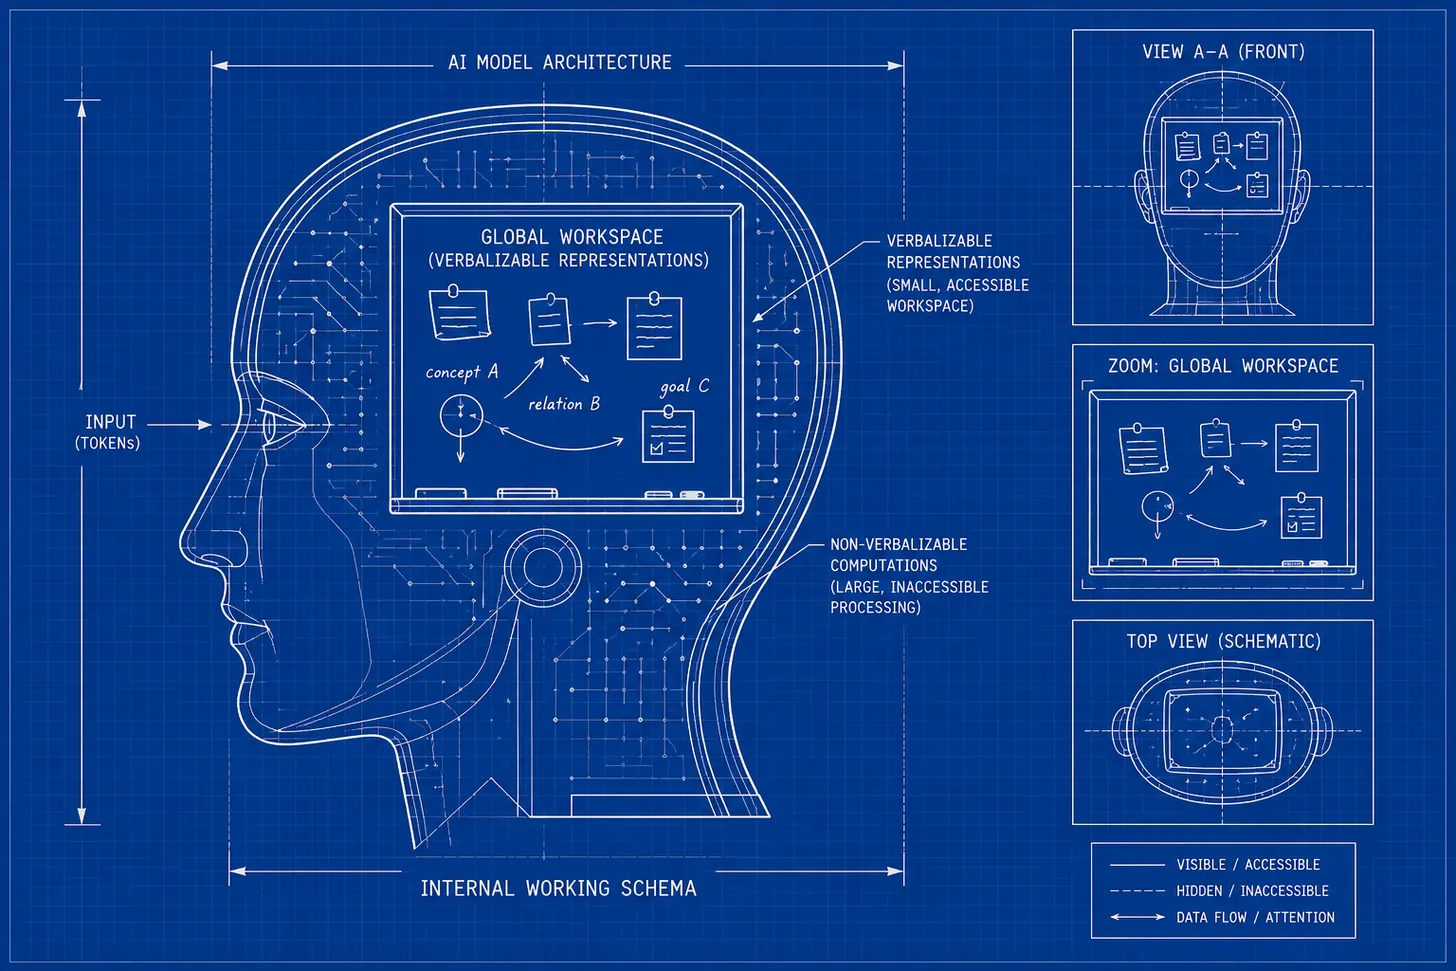 AI MODEL ARCHITECTURE
INPUT
(TOKENs)
GLOBAL WORKSPACE
(VERBALIZABLE REPRESENTATIONS)
concept A
relation B
goal C
VERBALIZABLE
REPRESENTATIONS
(SMALL, ACCESSIBLE
WORKSPACE)
NON-VERBALIZABLE
COMPUTATIONS
(LARGE, INACCESSIBLE
PROCESSING)
INTERNAL WORKING SCHEMA
VIEW A–A (FRONT)
ZOOM: GLOBAL WORKSPACE
TOP VIEW (SCHEMATIC)
VISIBLE / ACCESSIBLE
HIDDEN / INACCESSIBLE
DATA FLOW / ATTENTION